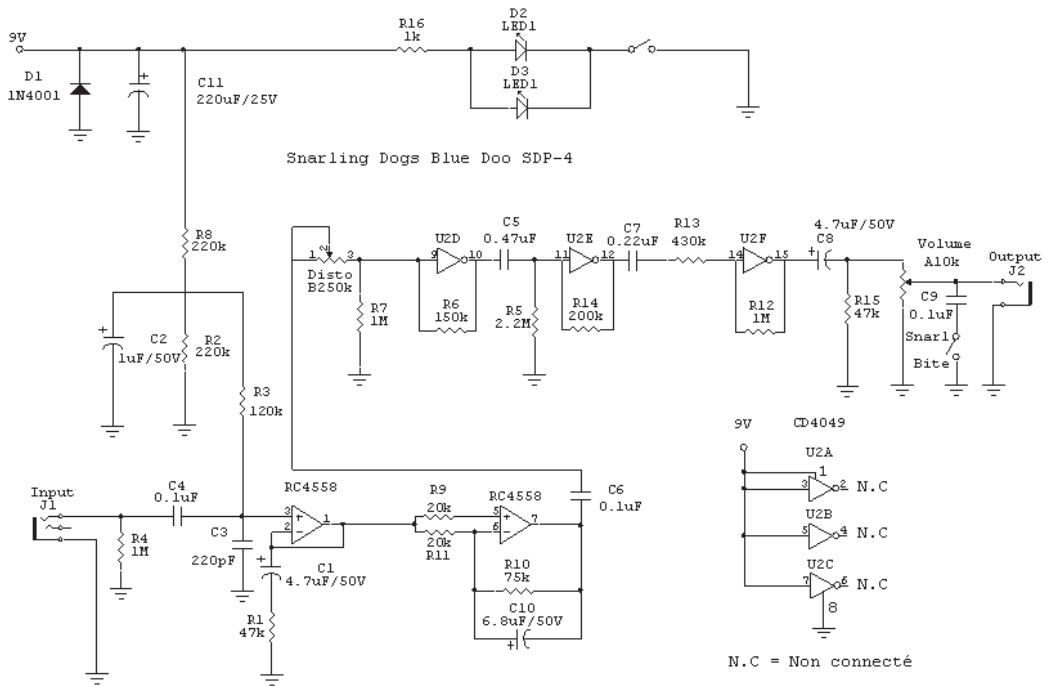 9V
D1
1N4001
C11
220uF/25V
R16
1k
D2
LED1
D3
LED1
Snarling Dogs Blue Doo SDP-4
R8
220k
C2
1uF/50V
R2
220k
R3
120k
1 2 3
Disto
B250k
R7
1M
U2D
9 10
R6
150k
C5
0.47uF
R5
2.2M
U2E
11 12
R14
200k
C7
0.22uF
R13
430k
U2F
14 15
R12
1M
4.7uF/50V
C8
R15
47k
Volume
A10k
C9
0.1uF
Snarl
Bite
Output
J2
Input
J1
R4
1M
C4
0.1uF
C3
220pF
RC4558
3
2
1
C1
4.7uF/50V
R1
47k
R9
20k
20k
R11
RC4558
5
6
7
R10
75k
C10
6.8uF/50V
C6
0.1uF
9V
CD4049
U2A
1
3 2 N.C
U2B
5 4 N.C
U2C
7 6 N.C
8
N.C = Non connecté